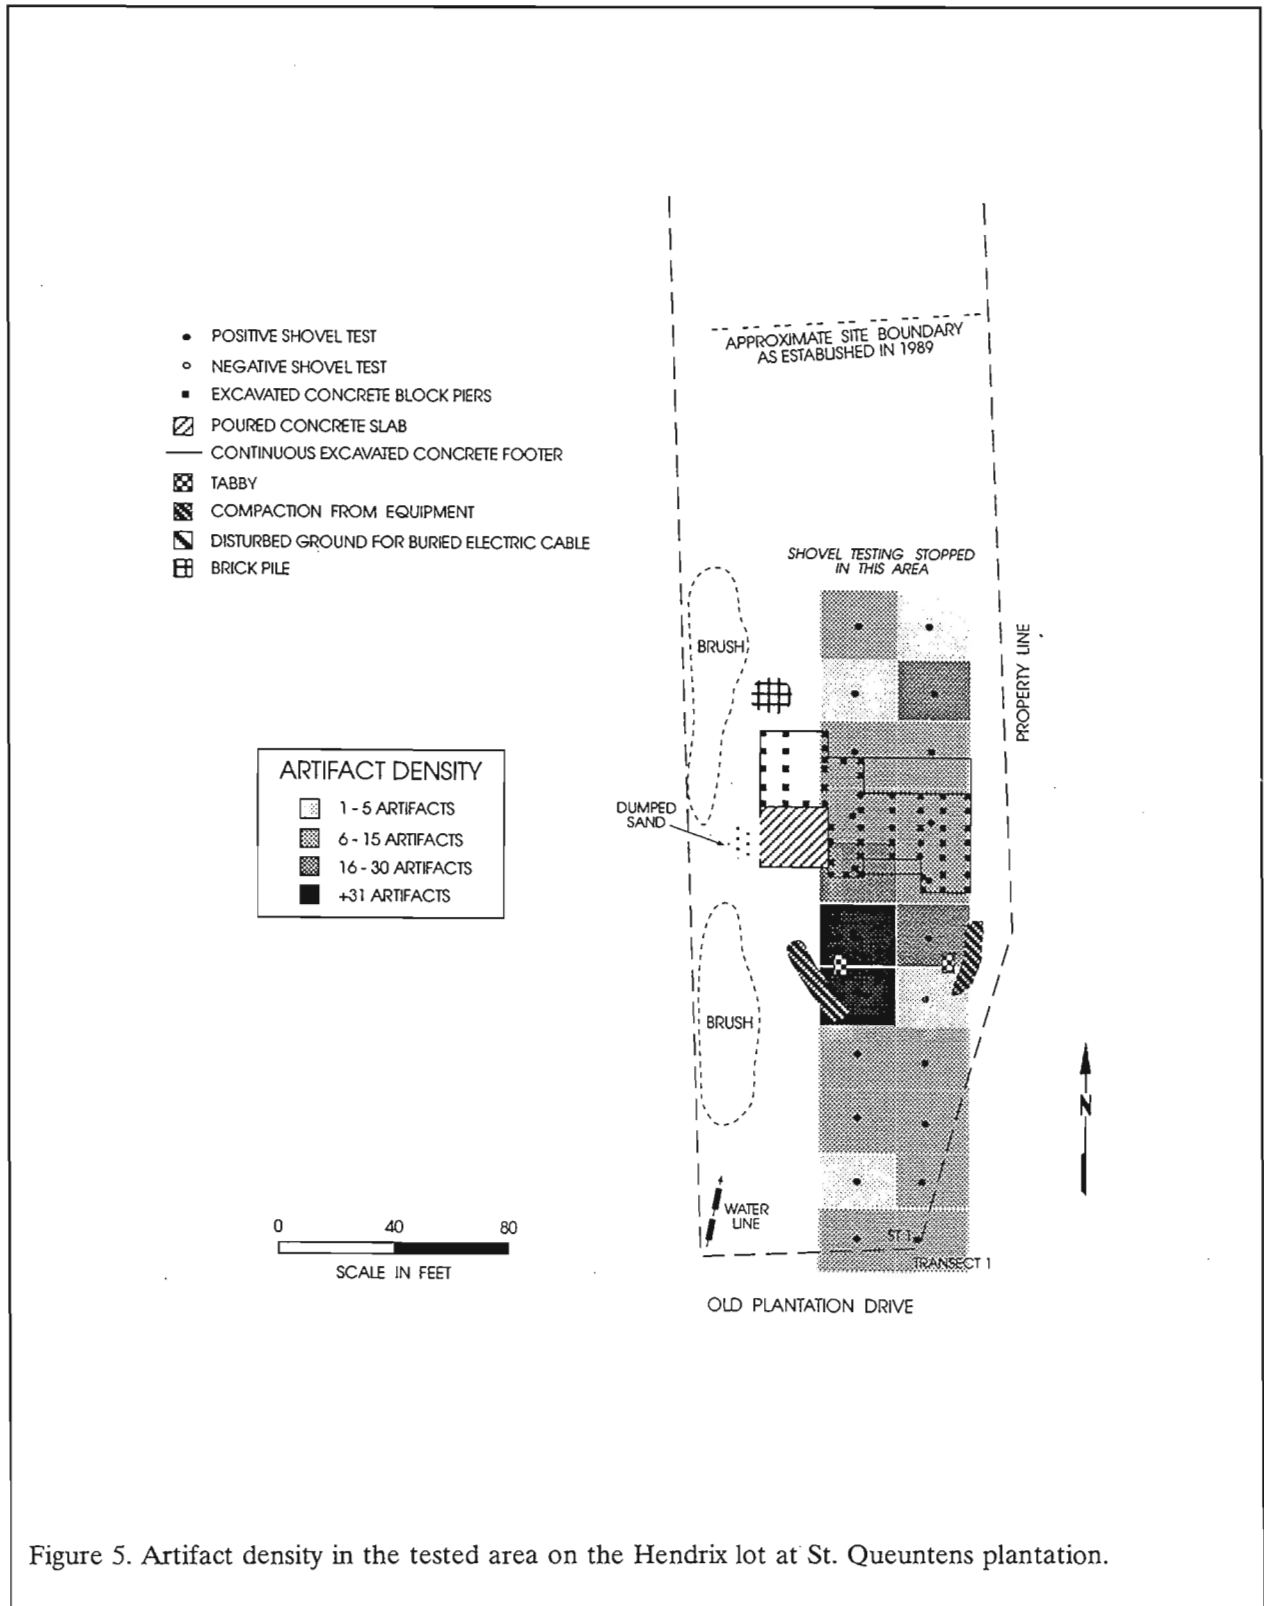 APPROXIMATE SITE BOUNDARY
AS ESTABLISHED IN 1989
POSITIVE SHOVEL TEST
NEGATIVE SHOVEL TEST
EXCAVATED CONCRETE BLOCK PIERS
POURED CONCRETE SLAB
CONTINUOUS EXCAVATED CONCRETE FOOTER
TABBY
COMPACTION FROM EQUIPMENT
DISTURBED GROUND FOR BURIED ELECTRIC CABLE
BRICK PILE
SHOVEL TESTING STOPPED
IN THIS AREA
BRUSH
PROPERTY LINE
ARTIFACT DENSITY
1 - 5 ARTIFACTS
6 - 15 ARTIFACTS
16 - 30 ARTIFACTS
+31 ARTIFACTS
DUMPED
SAND
BRUSH
N
WATER
LINE
ST 1
TRANSECT 1
0 40 80
SCALE IN FEET
OLD PLANTATION DRIVE
Figure 5. Artifact density in the tested area on the Hendrix lot at St. Queuntens plantation.